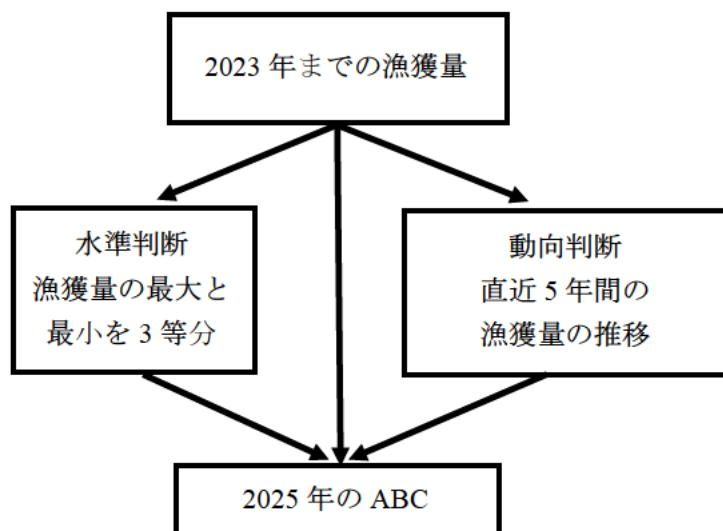 2023 年までの漁獲量
水準判断
漁獲量の最大と
最小を 3 等分
動向判断
直近 5 年間の
漁獲量の推移
2025 年の ABC